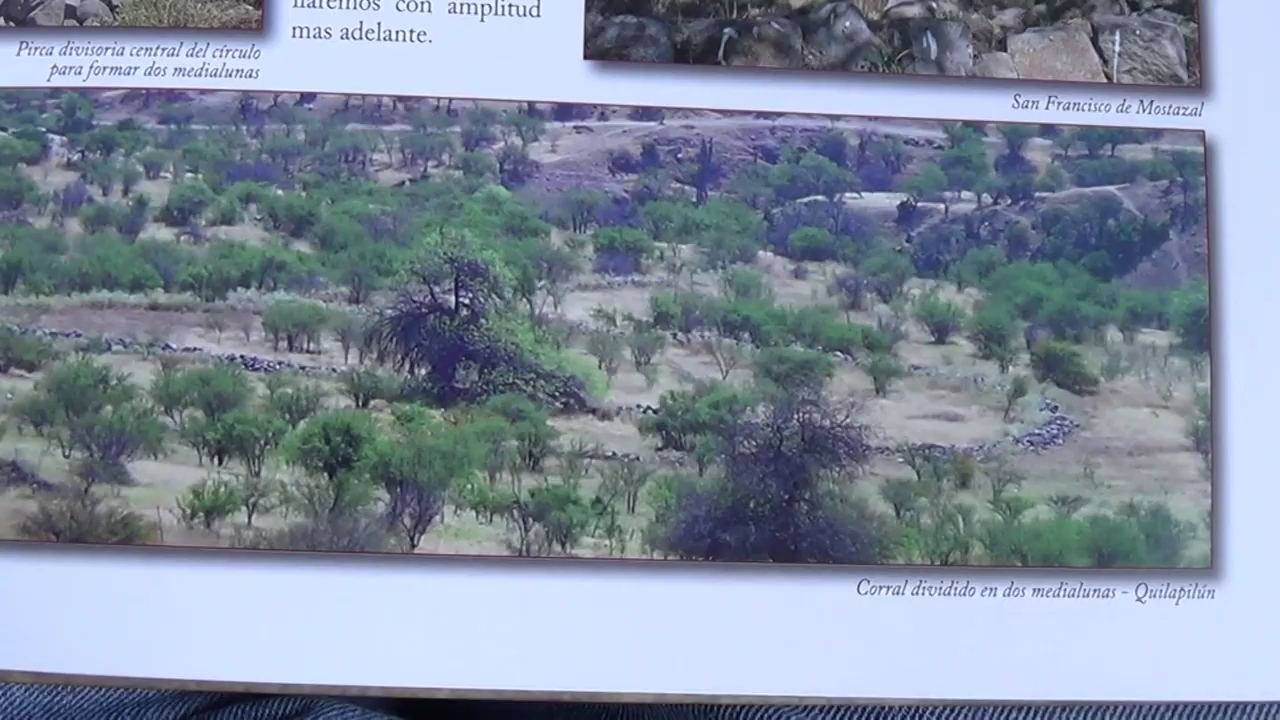 con amplitud
mas adelante.
Pirca divisoria central del círculo
para formar dos medialunas
San Francisco de Mostazal
Corral dividido en dos medialunas - Quilapilún